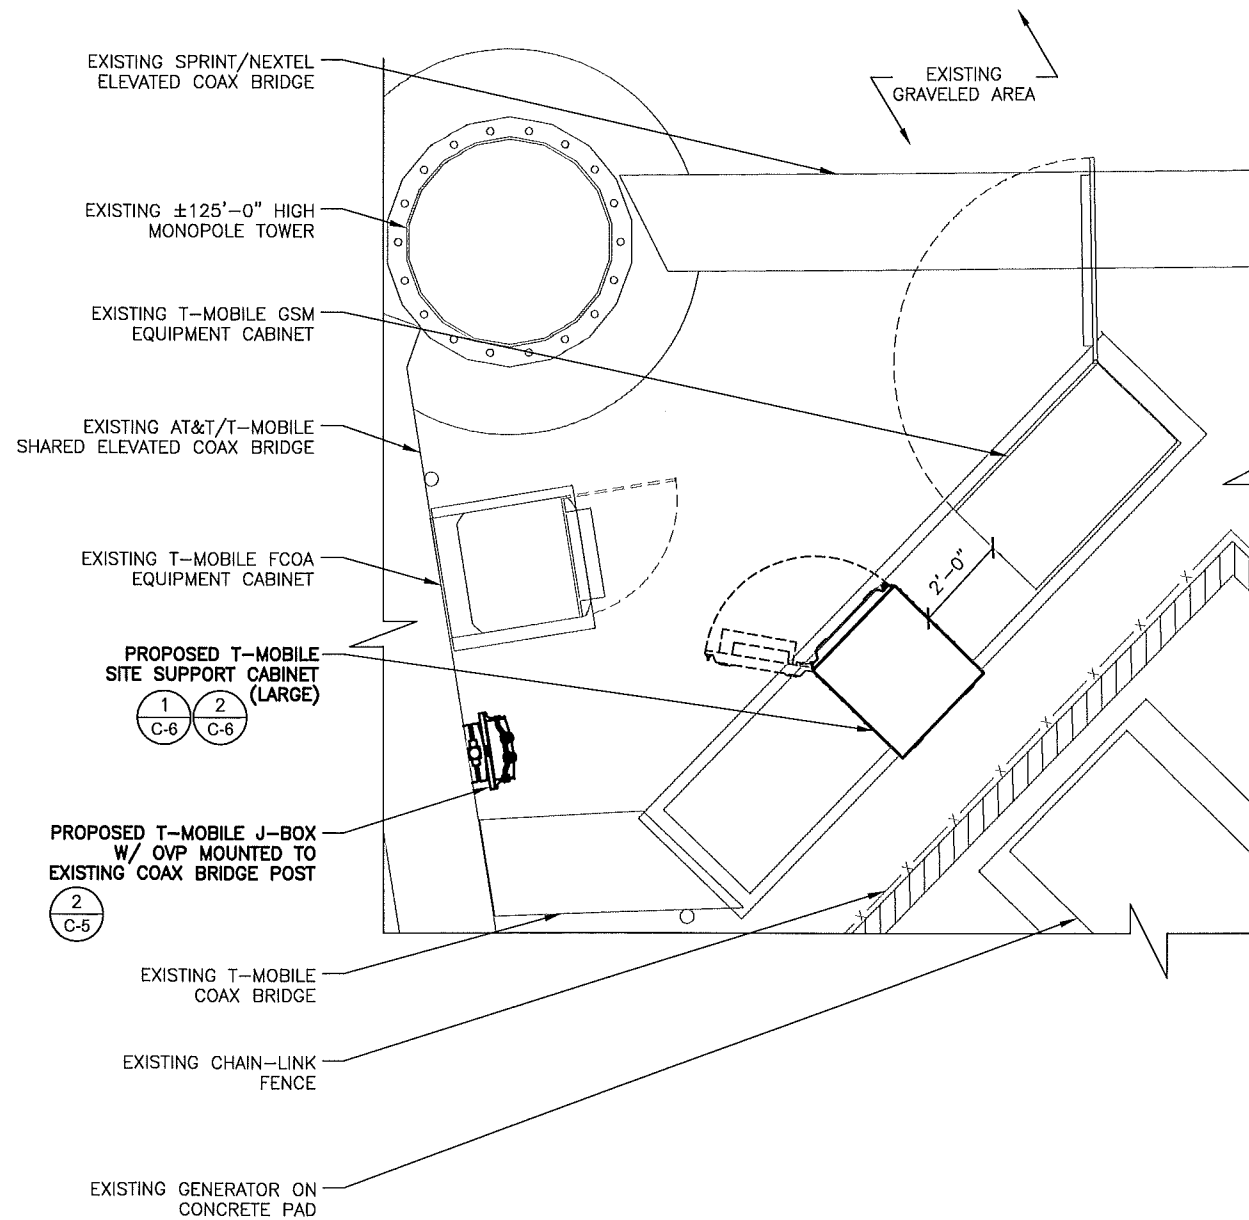 EXISTING SPRINT/NEXTEL
ELEVATED COAX BRIDGE
EXISTING
GRAVELED AREA
EXISTING ±125'-0" HIGH
MONOPOLE TOWER
EXISTING T-MOBILE GSM
EQUIPMENT CABINET
EXISTING AT&T/T-MOBILE
SHARED ELEVATED COAX BRIDGE
EXISTING T-MOBILE FCOA
EQUIPMENT CABINET
2'-0"
PROPOSED T-MOBILE
SITE SUPPORT CABINET
(LARGE)
1
C-6
2
C-6
PROPOSED T-MOBILE J-BOX
W/ OVP MOUNTED TO
EXISTING COAX BRIDGE POST
2
C-5
EXISTING T-MOBILE
COAX BRIDGE
EXISTING CHAIN-LINK
FENCE
EXISTING GENERATOR ON
CONCRETE PAD